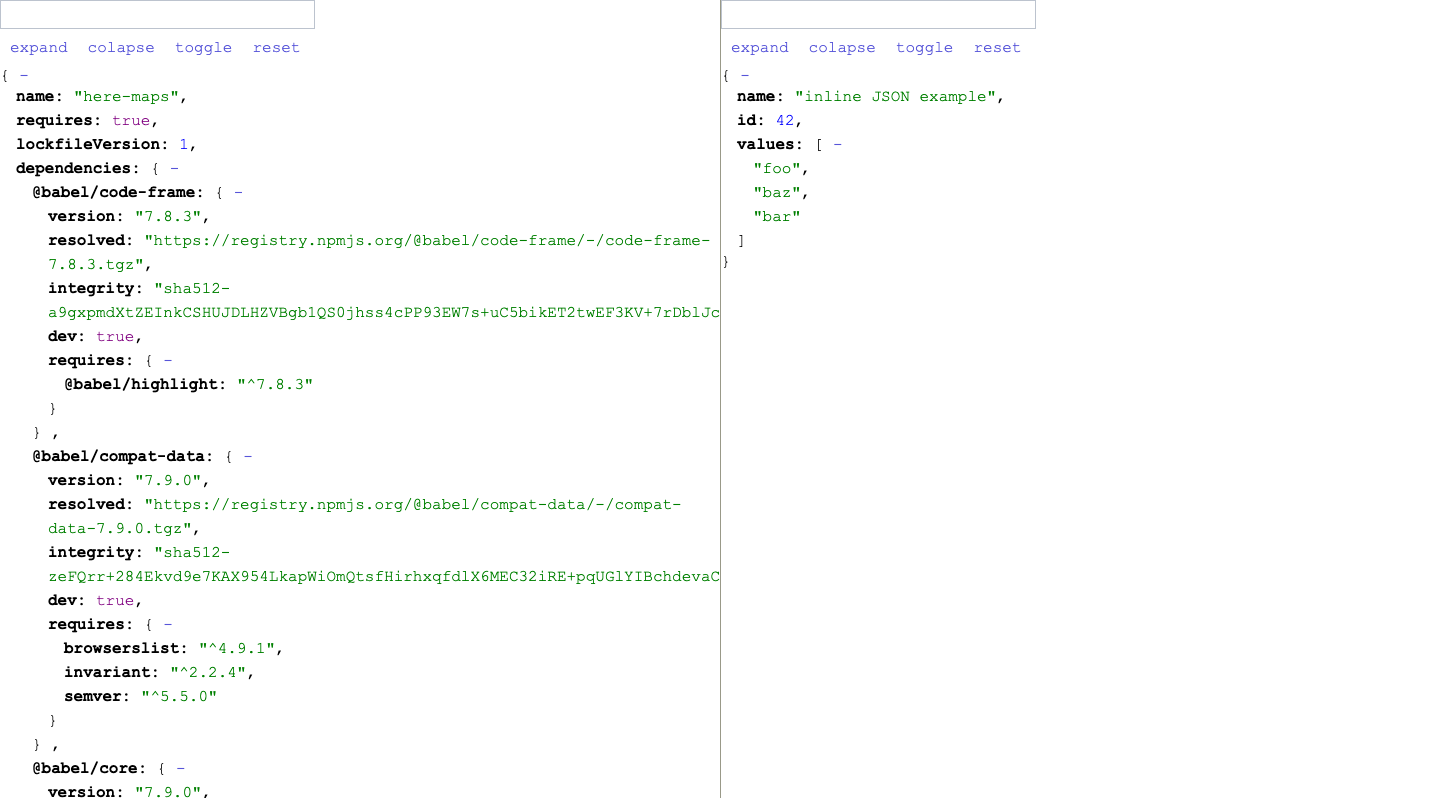 expand colapse toggle reset
{ -
name: "here-maps",
requires: true,
lockfileVersion: 1,
dependencies: { -
@babel/code-frame: { -
version: "7.8.3",
resolved: "https://registry.npmjs.org/@babel/code-frame/-/code-frame-
7.8.3.tgz",
integrity: "sha512-
a9gxpmdXtZEInkCSHUJDLHZVBgb1QS0jhss4cPP93EW7s+uC5bikET2twEF3KV+7rDblJc
dev: true,
requires: { -
@babel/highlight: "^7.8.3"
}
} ,
@babel/compat-data: { -
version: "7.9.0",
resolved: "https://registry.npmjs.org/@babel/compat-data/-/compat-
data-7.9.0.tgz",
integrity: "sha512-
zeFQrr+284Ekvd9e7KAX954LkapWiOmQtsfHirhxqfdlX6MEC32iRE+pqUGlYIBchdevaC
dev: true,
requires: { -
browserslist: "^4.9.1",
invariant: "^2.2.4",
semver: "^5.5.0"
}
} ,
@babel/core: { -
version: "7.9.0",
expand colapse toggle reset
{ -
name: "inline JSON example",
id: 42,
values: [ -
"foo",
"baz",
"bar"
]
}